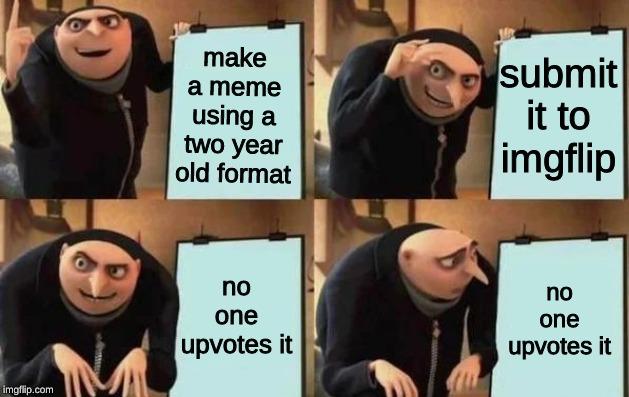 make
a meme
using a
two year
old format
submit
it to
imgflip
no
one
upvotes it
no
one
upvotes it
imgflip.com